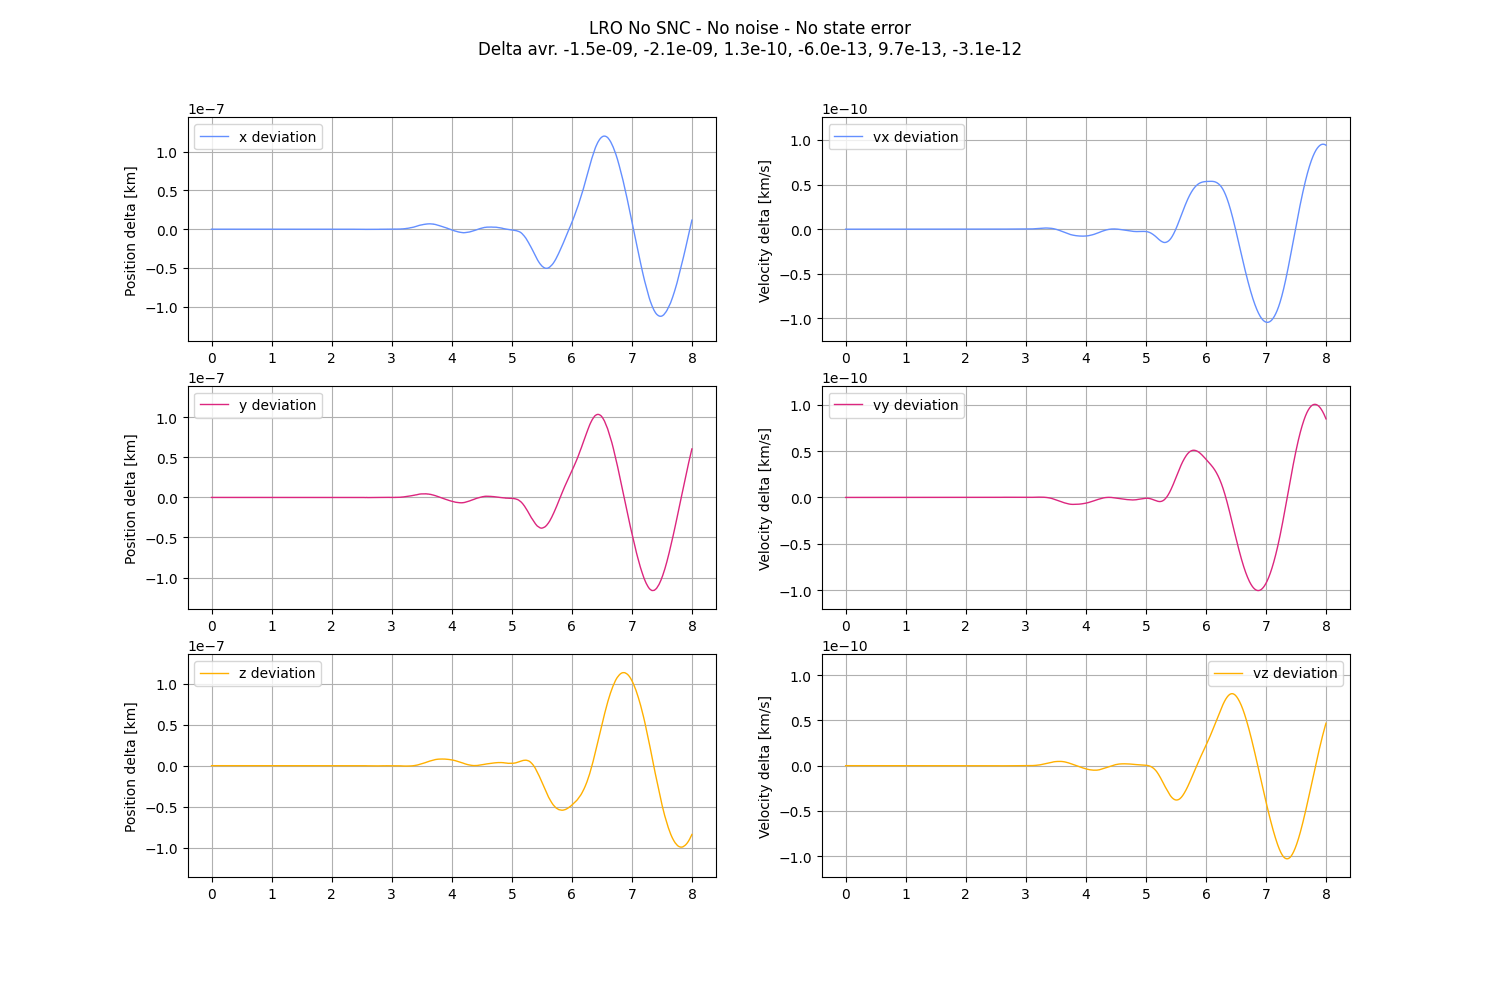 LRO No SNC - No noise - No state error
Delta avr. -1.5e-09, -2.1e-09, 1.3e-10, -6.0e-13, 9.7e-13, -3.1e-12
1e−7
x deviation
Position delta [km]
1.0
0.5
0.0
−0.5
−1.0
0 1 2 3 4 5 6 7 8
1e−10
vx deviation
Velocity delta [km/s]
1.0
0.5
0.0
−0.5
−1.0
0 1 2 3 4 5 6 7 8
1e−7
y deviation
Position delta [km]
1.0
0.5
0.0
−0.5
−1.0
0 1 2 3 4 5 6 7 8
1e−10
vy deviation
Velocity delta [km/s]
1.0
0.5
0.0
−0.5
−1.0
0 1 2 3 4 5 6 7 8
1e−7
z deviation
Position delta [km]
1.0
0.5
0.0
−0.5
−1.0
0 1 2 3 4 5 6 7 8
1e−10
vz deviation
Velocity delta [km/s]
1.0
0.5
0.0
−0.5
−1.0
0 1 2 3 4 5 6 7 8